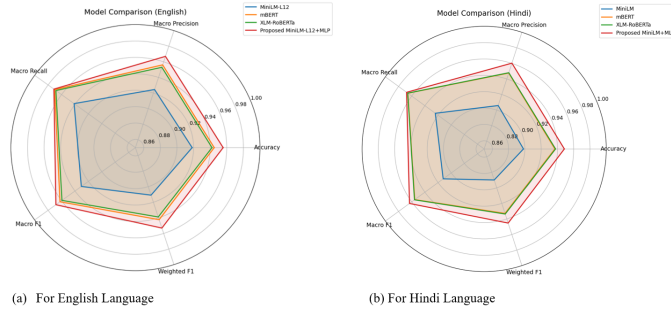 Model Comparison (English)
MiniLM-L12
mBERT
XLM-RoBERTa
Proposed MiniLM-L12+MLP
Macro Precision
Macro Recall
Accuracy
Macro F1
Weighted F1
0.86
0.88
0.90
0.92
0.94
0.96
0.98
1.00
Model Comparison (Hindi)
MiniLM
mBERT
XLM-RoBERTa
Proposed MiniLM+MLP
Macro Precision
Macro Recall
Accuracy
Macro F1
Weighted F1
0.86
0.88
0.90
0.92
0.94
0.96
0.98
1.00
(a) For English Language
(b) For Hindi Language